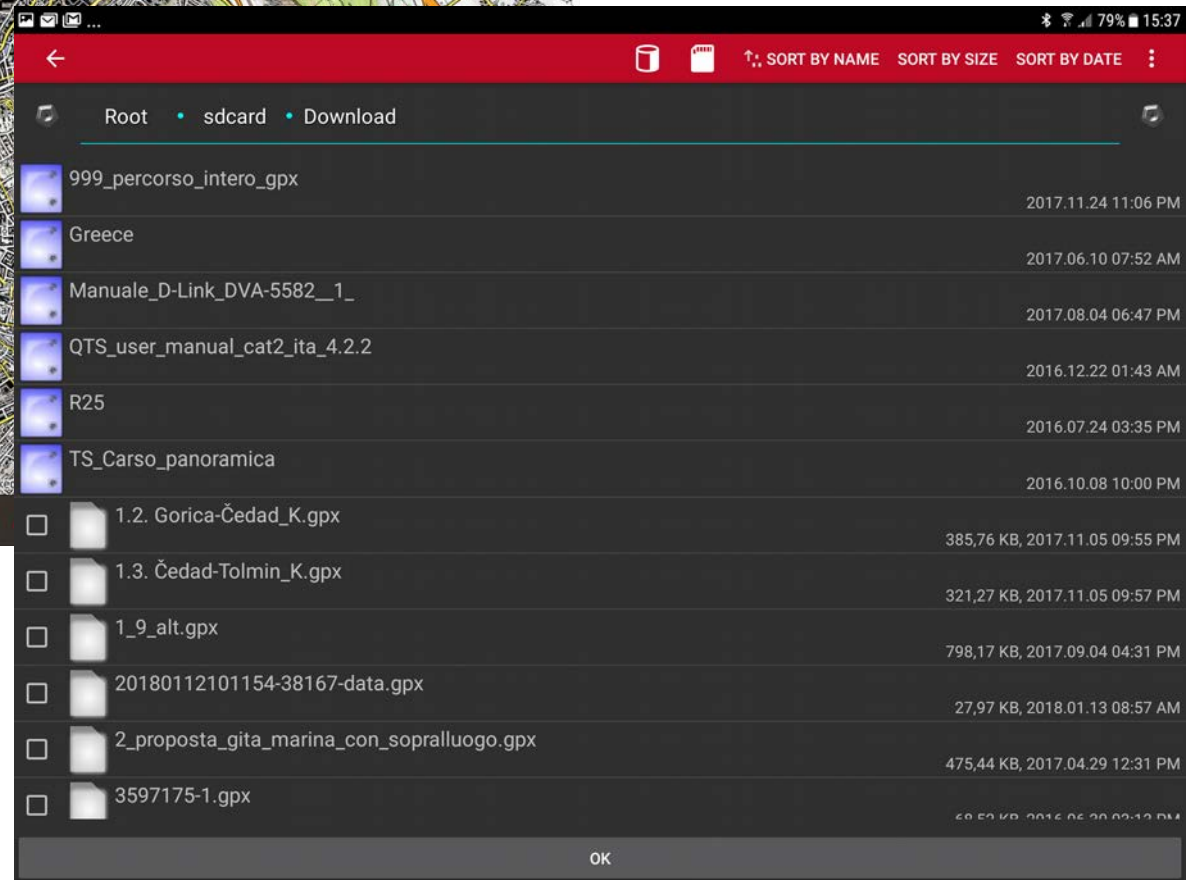 ... 79% 15:37
SORT BY NAME SORT BY SIZE SORT BY DATE
Root • sdcard • Download
999_percorso_intero_gpx
2017.11.24 11:06 PM
Greece
2017.06.10 07:52 AM
Manuale_D-Link_DVA-5582__1_
2017.08.04 06:47 PM
QTS_user_manual_cat2_ita_4.2.2
2016.12.22 01:43 AM
R25
2016.07.24 03:35 PM
TS_Carso_panoramica
2016.10.08 10:00 PM
1.2. Gorica-Čedad_K.gpx
385,76 KB, 2017.11.05 09:55 PM
1.3. Čedad-Tolmin_K.gpx
321,27 KB, 2017.11.05 09:57 PM
1_9_alt.gpx
798,17 KB, 2017.09.04 04:31 PM
20180112101154-38167-data.gpx
27,97 KB, 2018.01.13 08:57 AM
2_proposta_gita_marina_con_sopralluogo.gpx
475,44 KB, 2017.04.29 12:31 PM
3597175-1.gpx
OK